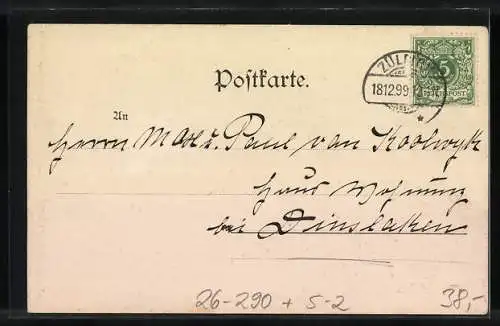 Postkarte.
ZÜLPICH
5
18.12.99
REICHSPOST
An
Herrn Max u. Paul van Koolwyk
Haus Wohnung
bei Dinslaken
26-290 + 5-2
38,-